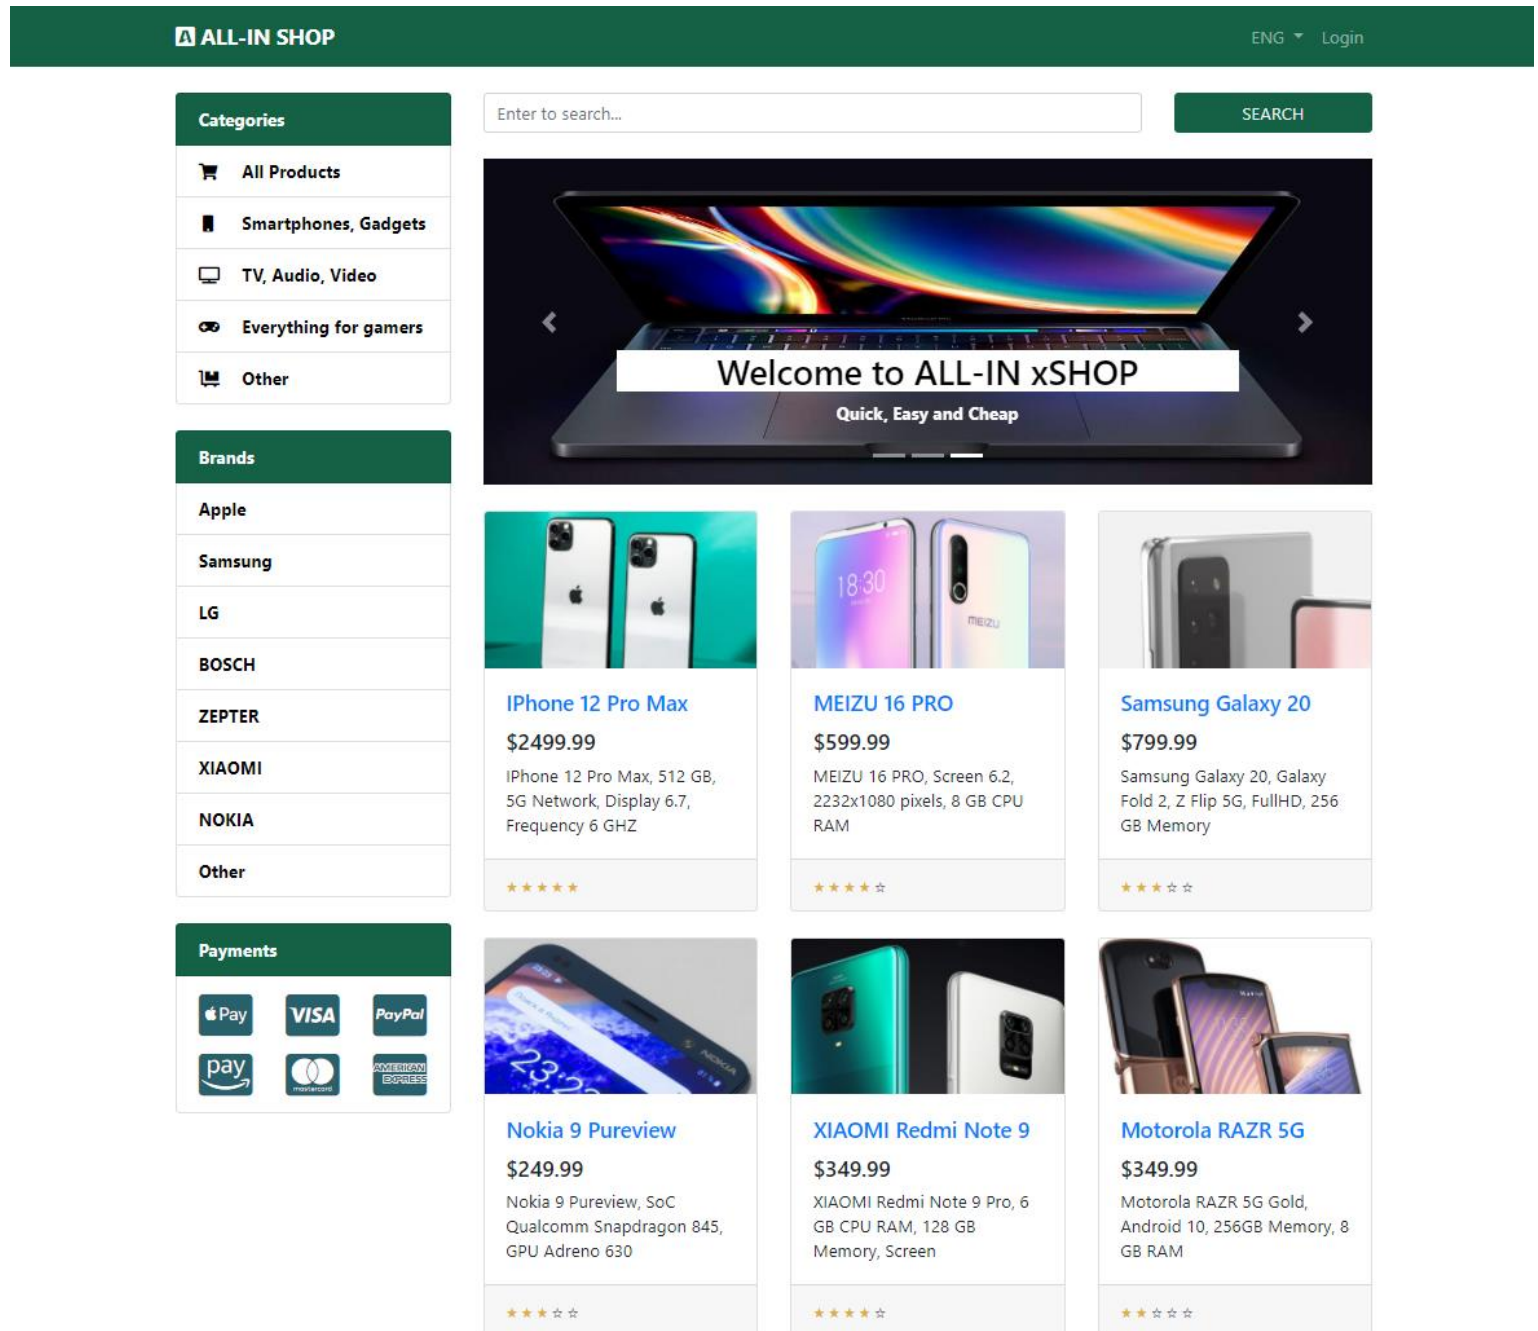 ALL-IN SHOP
ENG
Login
Categories
All Products
Smartphones, Gadgets
TV, Audio, Video
Everything for gamers
Other
Brands
Apple
Samsung
LG
BOSCH
ZEPTER
XIAOMI
NOKIA
Other
Payments
Pay
VISA
PayPal
pay
mastercard
AMERICAN
EXPRESS
Enter to search...
SEARCH
Welcome to ALL-IN xSHOP
Quick, Easy and Cheap
IPhone 12 Pro Max
$2499.99
IPhone 12 Pro Max, 512 GB,
5G Network, Display 6.7,
Frequency 6 GHZ
18:30
MEIZU
MEIZU 16 PRO
$599.99
MEIZU 16 PRO, Screen 6.2,
2232x1080 pixels, 8 GB CPU
RAM
Samsung Galaxy 20
$799.99
Samsung Galaxy 20, Galaxy
Fold 2, Z Flip 5G, FullHD, 256
GB Memory
NOKIA
Nokia 9 Pureview
$249.99
Nokia 9 Pureview, SoC
Qualcomm Snapdragon 845,
GPU Adreno 630
XIAOMI Redmi Note 9
$349.99
XIAOMI Redmi Note 9 Pro, 6
GB CPU RAM, 128 GB
Memory, Screen
Motorola RAZR 5G
$349.99
Motorola RAZR 5G Gold,
Android 10, 256GB Memory, 8
GB RAM